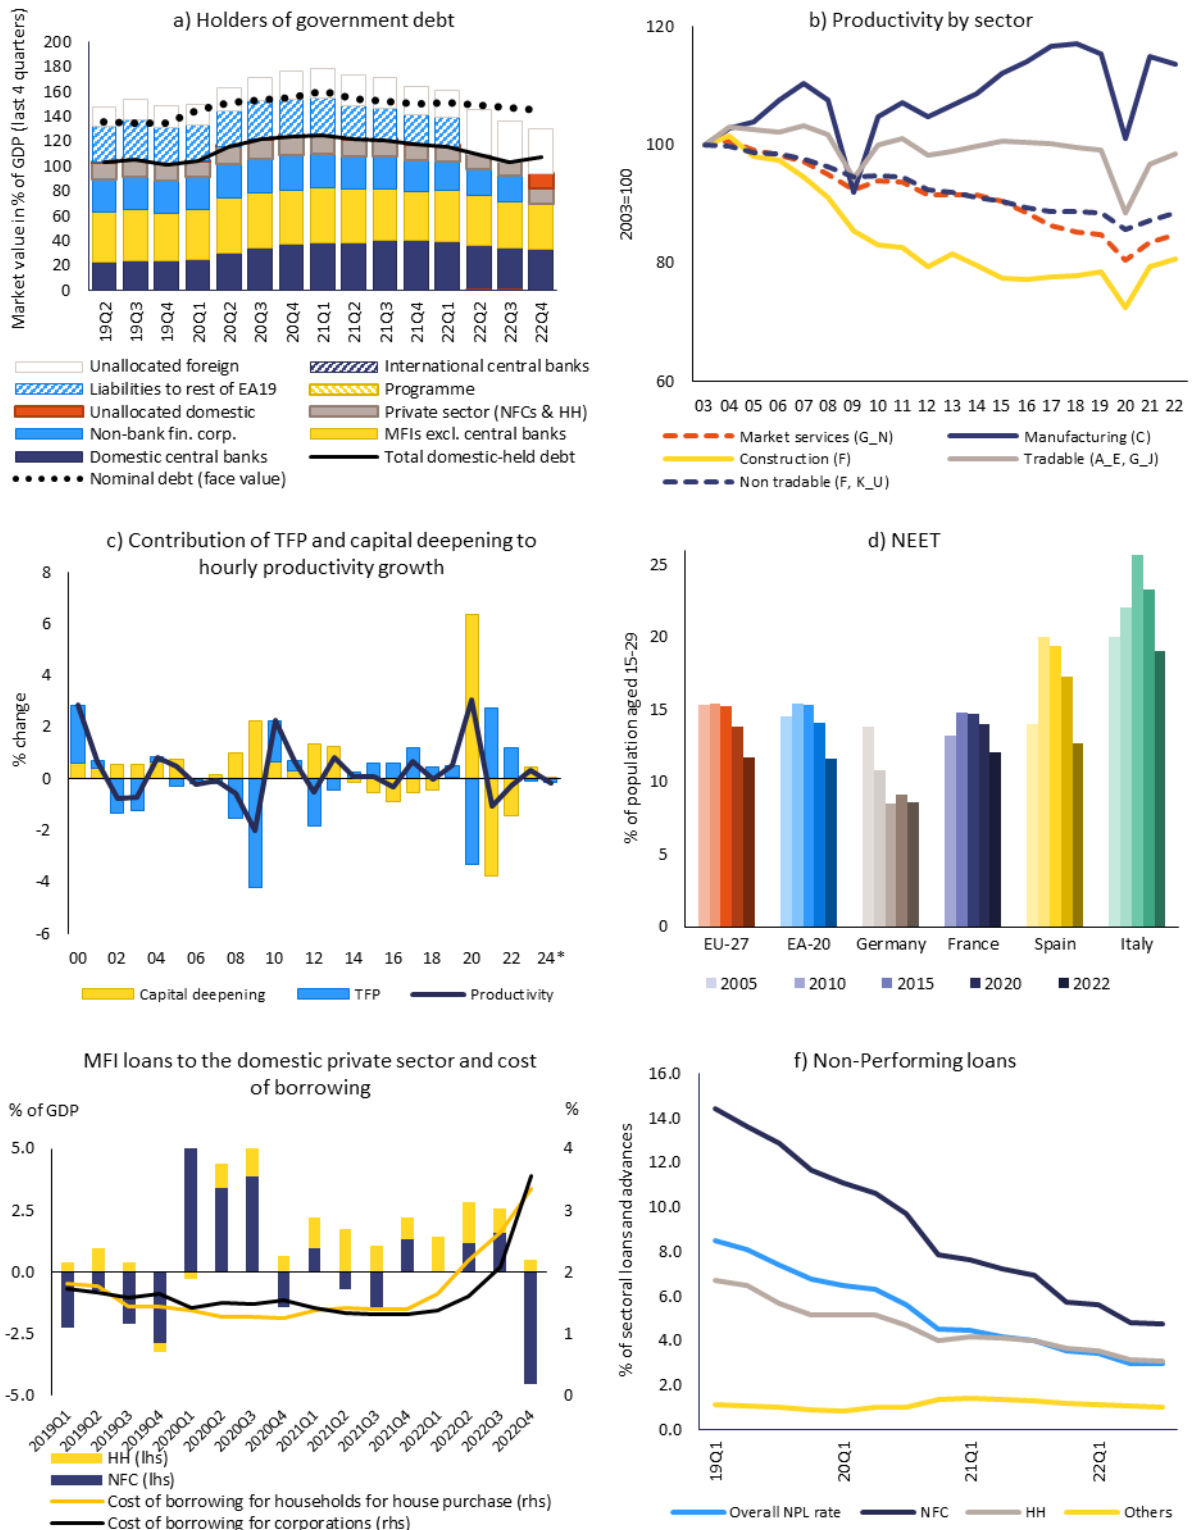 a) Holders of government debt
Market value in % of GDP (last 4 quarters)
200
180
160
140
120
100
80
60
40
20
0
19Q2
19Q3
19Q4
20Q1
20Q2
20Q3
20Q4
21Q1
21Q2
21Q3
21Q4
22Q1
22Q2
22Q3
22Q4
Unallocated foreign
International central banks
Liabilities to rest of EA19
Programme
Unallocated domestic
Private sector (NFCs & HH)
Non-bank fin. corp.
MFIs excl. central banks
Domestic central banks
Total domestic-held debt
Nominal debt (face value)
b) Productivity by sector
2003=100
120
100
80
60
03 04 05 06 07 08 09 10 11 12 13 14 15 16 17 18 19 20 21 22
Market services (G_N)
Manufacturing (C)
Construction (F)
Tradable (A_E, G_J)
Non tradable (F, K_U)
c) Contribution of TFP and capital deepening to
hourly productivity growth
% change
8
6
4
2
0
-2
-4
-6
00 02 04 06 08 10 12 14 16 18 20 22 24*
Capital deepening
TFP
Productivity
d) NEET
% of population aged 15-29
25
20
15
10
5
0
EU-27
EA-20
Germany
France
Spain
Italy
2005
2010
2015
2020
2022
MFI loans to the domestic private sector and cost
of borrowing
% of GDP
%
5.0
2.5
0.0
-2.5
-5.0
4
3
2
1
0
2019Q1
2019Q2
2019Q3
2019Q4
2020Q1
2020Q2
2020Q3
2020Q4
2021Q1
2021Q2
2021Q3
2021Q4
2022Q1
2022Q2
2022Q3
2022Q4
HH (lhs)
NFC (lhs)
Cost of borrowing for households for house purchase (rhs)
Cost of borrowing for corporations (rhs)
f) Non-Performing loans
% of sectoral loans and advances
16.0
14.0
12.0
10.0
8.0
6.0
4.0
2.0
0.0
19Q1
20Q1
21Q1
22Q1
Overall NPL rate
NFC
HH
Others